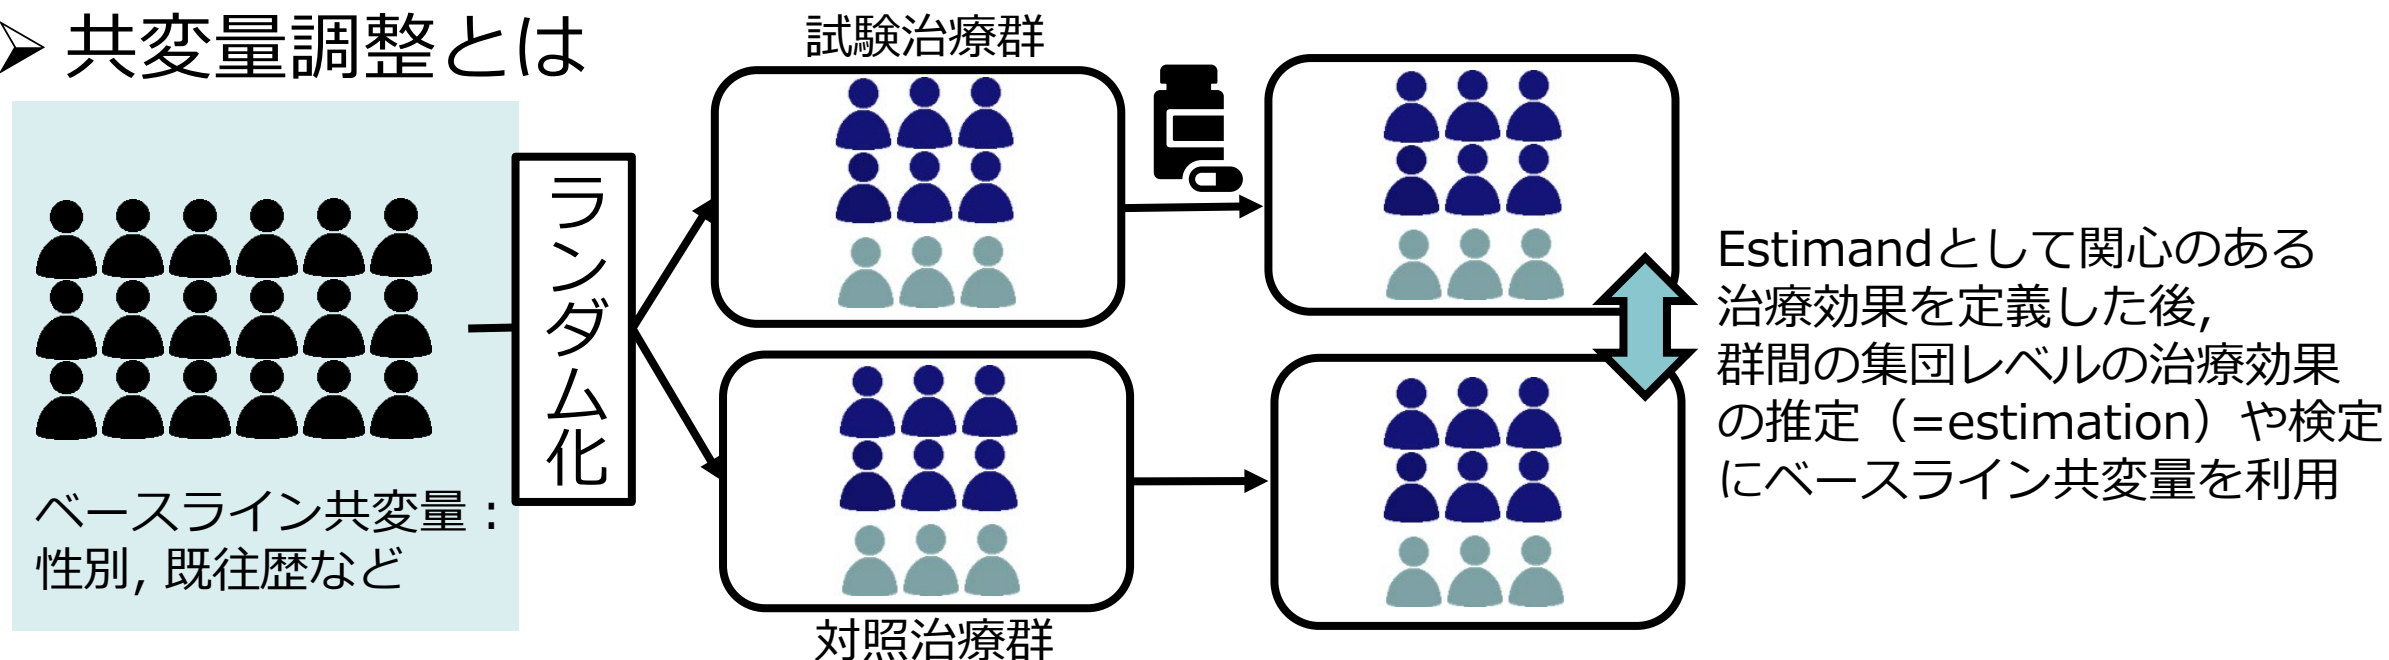 ➢ 共変量調整とは
試験治療群
ランダム化
ベースライン共変量：
性別, 既往歴など
対照治療群
Estimandとして関心のある
治療効果を定義した後,
群間の集団レベルの治療効果
の推定（=estimation）や検定
にベースライン共変量を利用